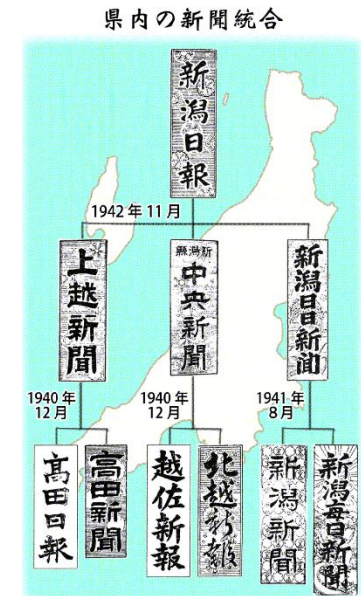 県内の新聞統合
新潟日報
1942年11月
上越新聞
新潟縣
中央新聞
新潟日日新聞
1940年
12月
1940年
12月
1941年
8月
高田日報
高田新聞
越佐新報
北越新報
新潟新聞
新潟毎日新聞